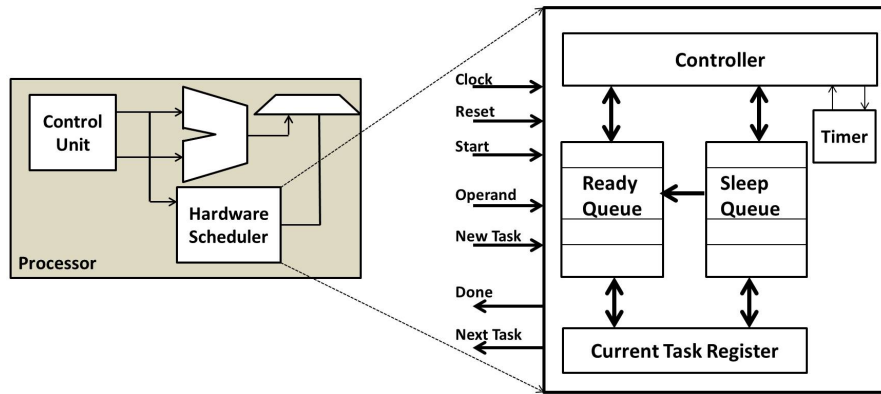 Control
Unit
Hardware
Scheduler
Processor
Clock
Reset
Start
Operand
New Task
Done
Next Task
Controller
Timer
Ready
Queue
Sleep
Queue
Current Task Register